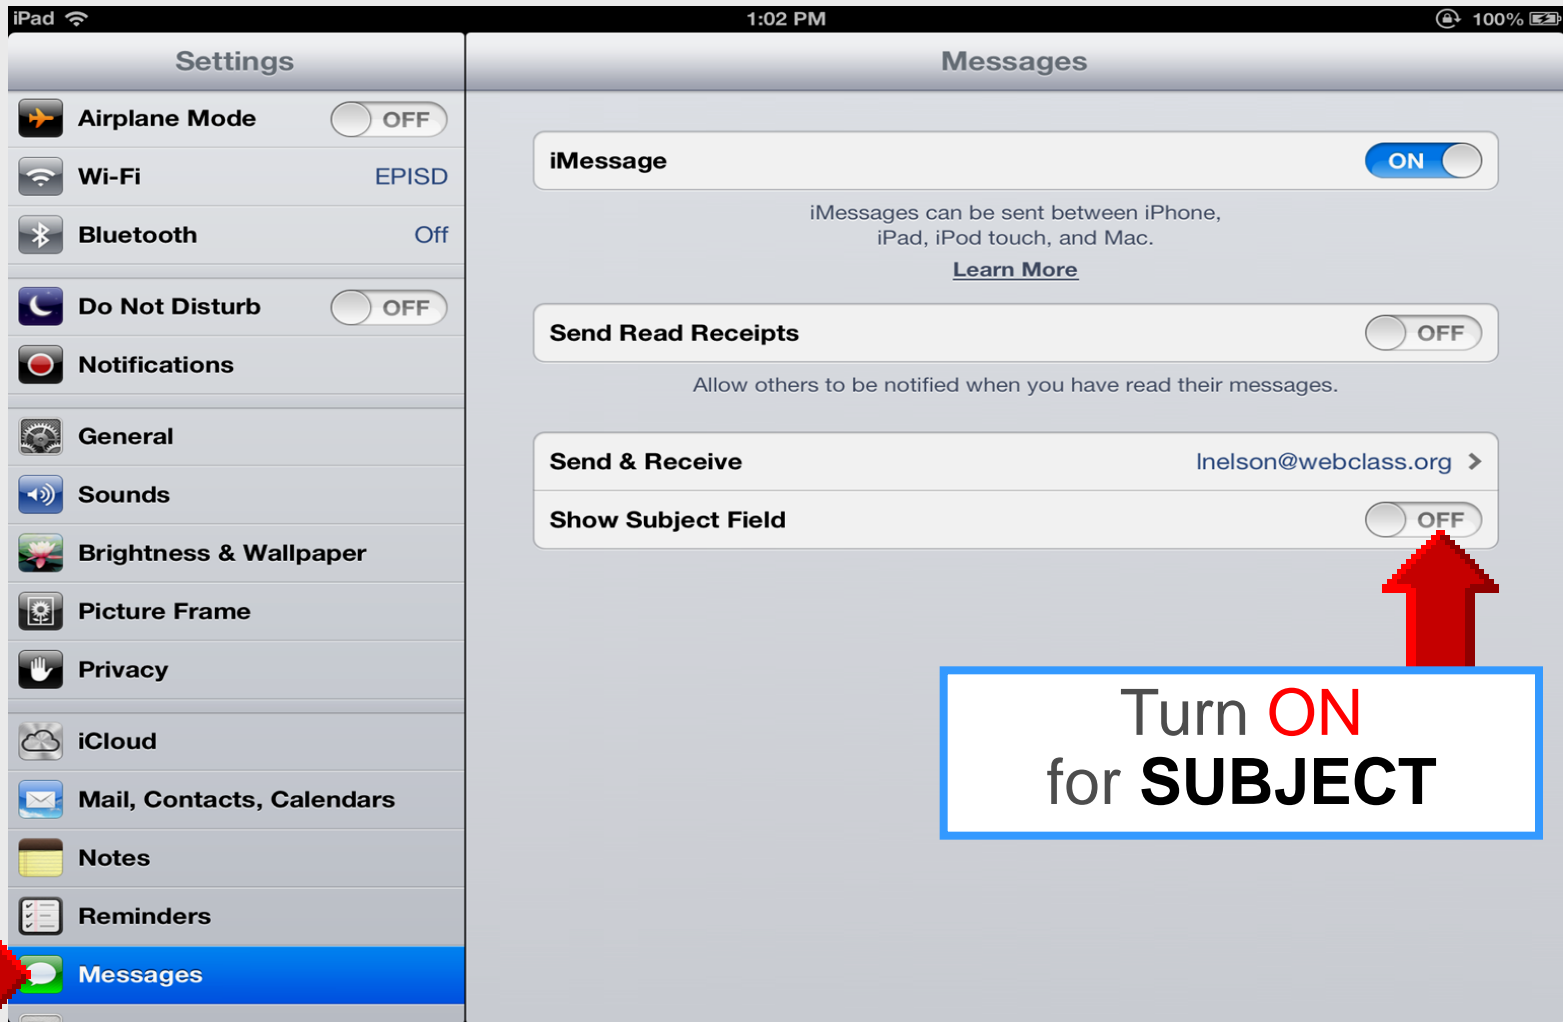 iPad 1:02 PM 100%
Settings
Airplane Mode OFF
Wi-Fi EPISD
Bluetooth Off
Do Not Disturb OFF
Notifications
General
Sounds
Brightness & Wallpaper
Picture Frame
Privacy
iCloud
Mail, Contacts, Calendars
Notes
Reminders
Messages
Messages
iMessage ON
iMessages can be sent between iPhone,
iPad, iPod touch, and Mac.
Learn More
Send Read Receipts OFF
Allow others to be notified when you have read their messages.
Send & Receive lnelson@webclass.org
Show Subject Field OFF
Turn ON
for SUBJECT